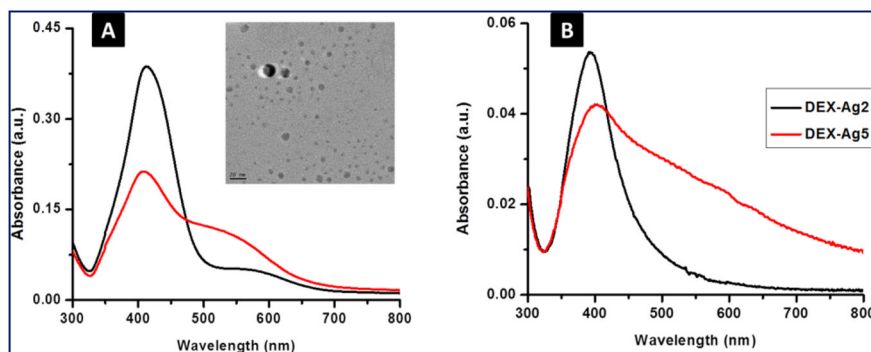 A
0.45
0.30
0.15
0.00
Absorbance (a.u.)
300 400 500 600 700 800
Wavelength (nm)
B
0.06
0.04
0.02
0.00
Absorbance (a.u.)
DEX-Ag2
DEX-Ag5
300 400 500 600 700 800
Wavelength (nm)